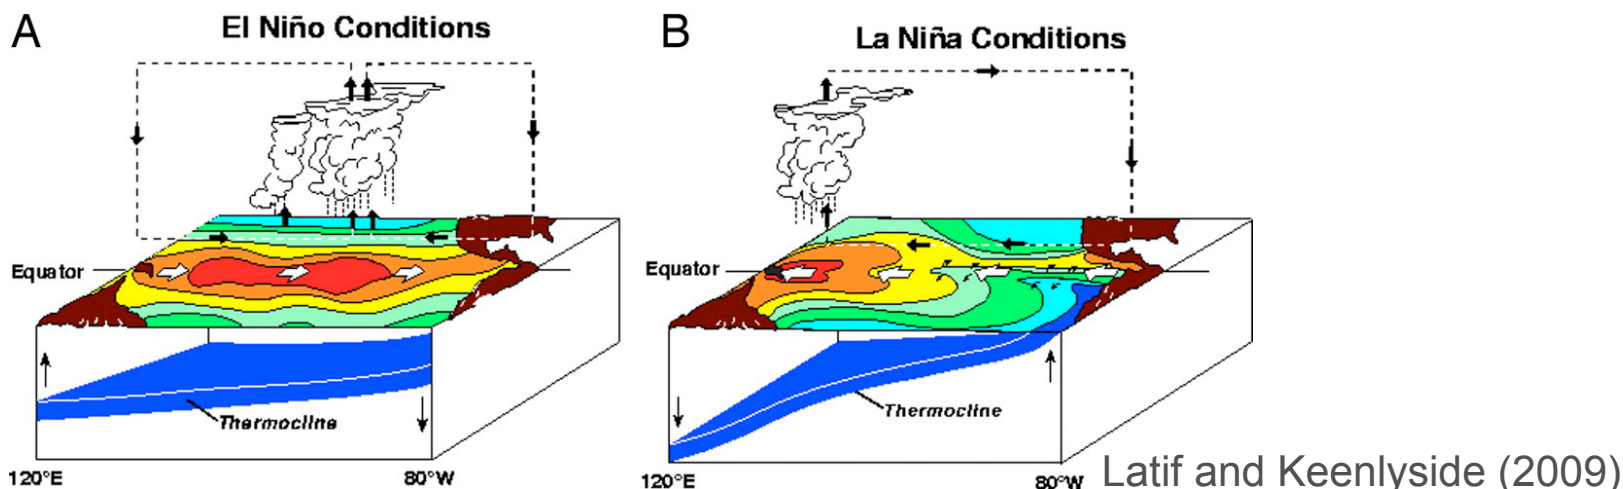 A
El Niño Conditions
Equator
Thermocline
120°E
80°W
B
La Niña Conditions
Equator
Thermocline
120°E
80°W
Latif and Keenlyside (2009)